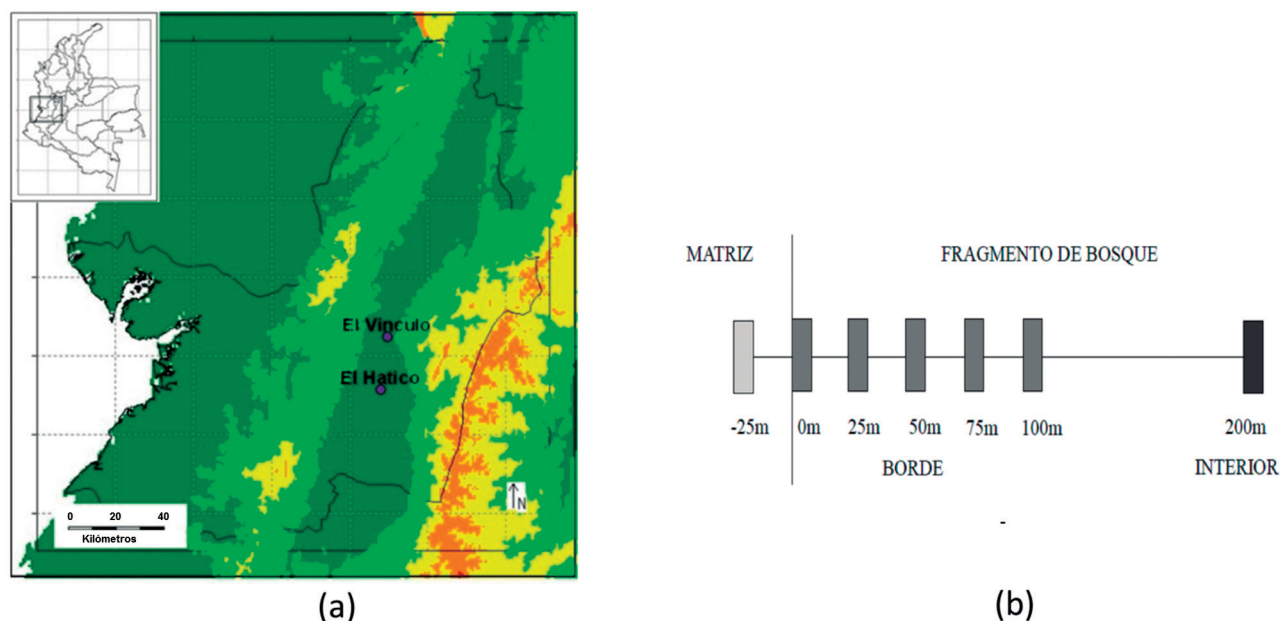 El Vinculo
El Hatico
N
0 20 40
Kilómetros
(a)
MATRIZ FRAGMENTO DE BOSQUE
-25m 0m 25m 50m 75m 100m 200m
BORDE INTERIOR
-
(b)